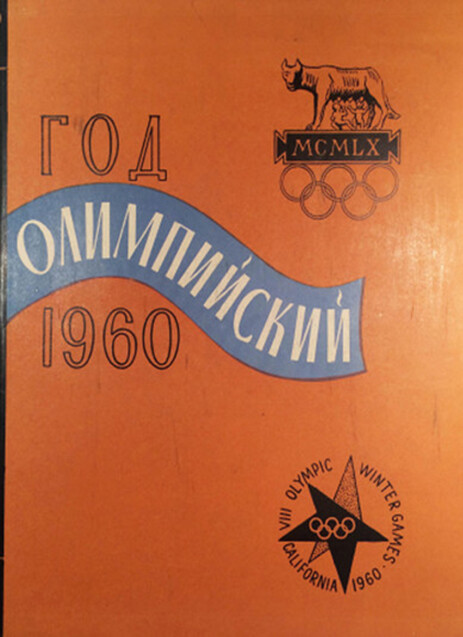 ГОД
MCMLX
ОЛИМПИЙСКИЙ
1960
VIII OLYMPIC WINTER GAMES.
CALIFORNIA 1960.